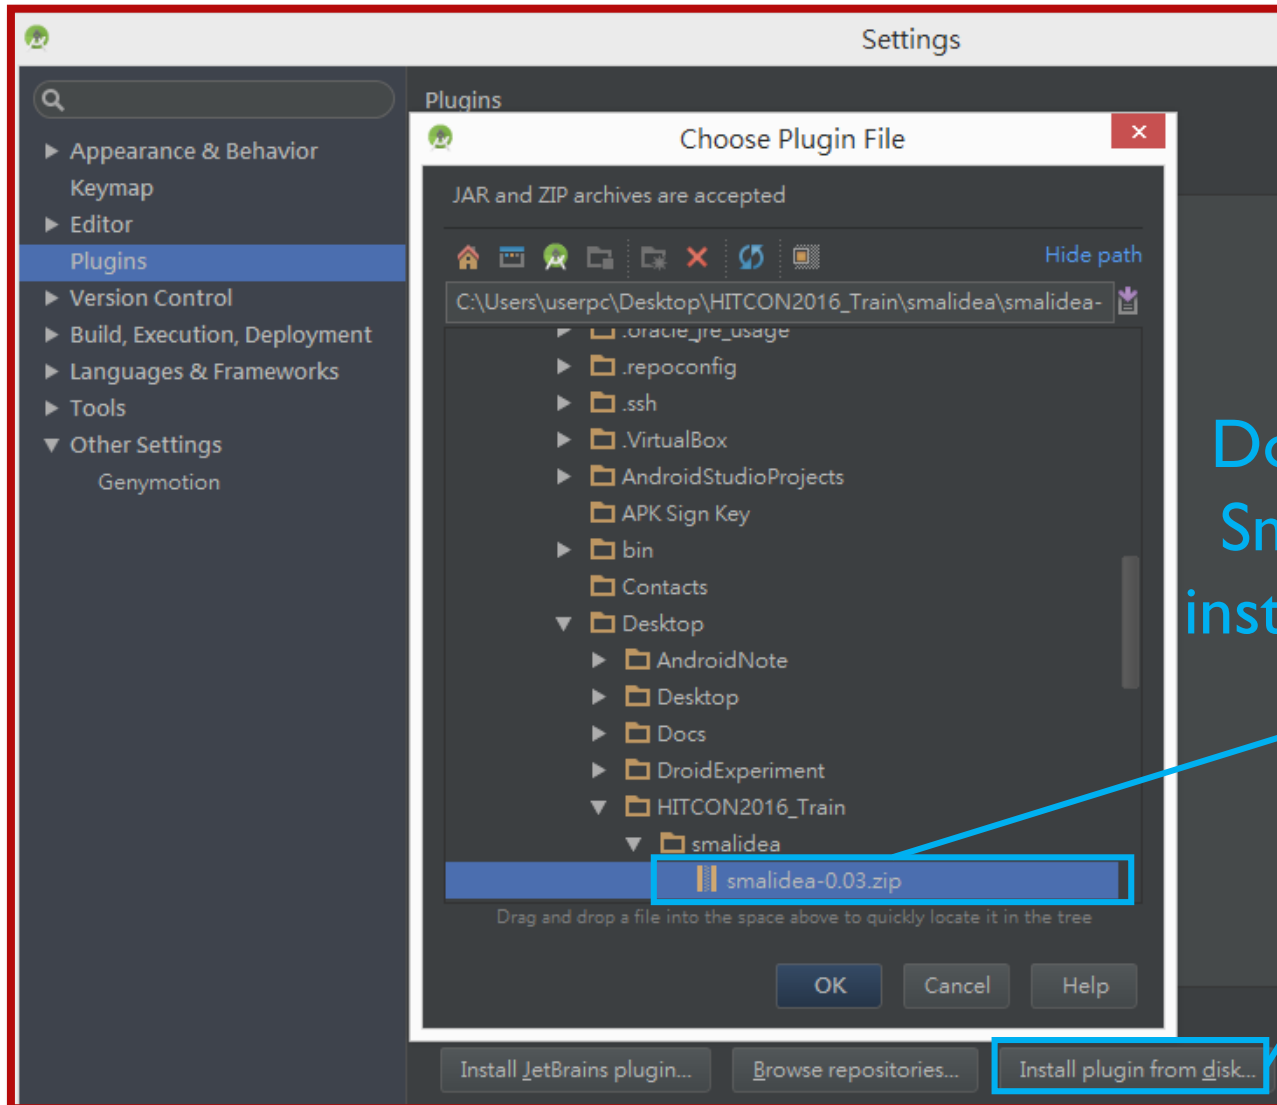 Settings
Plugins
Appearance & Behavior
Keymap
Editor
Plugins
Version Control
Build, Execution, Deployment
Languages & Frameworks
Tools
Other Settings
Genymotion
Choose Plugin File
JAR and ZIP archives are accepted
Hide path
C:\Users\userpc\Desktop\HITCON2016_Train\smalidea\smalidea-
.oracle_jre_usage
.repoconfig
.ssh
.VirtualBox
AndroidStudioProjects
APK Sign Key
bin
Contacts
Desktop
AndroidNote
Desktop
Docs
DroidExperiment
HITCON2016_Train
smalidea
smalidea-0.03.zip
Drag and drop a file into the space above to quickly locate it in the tree
OK Cancel Help
Install JetBrains plugin... Browse repositories... Install plugin from disk...